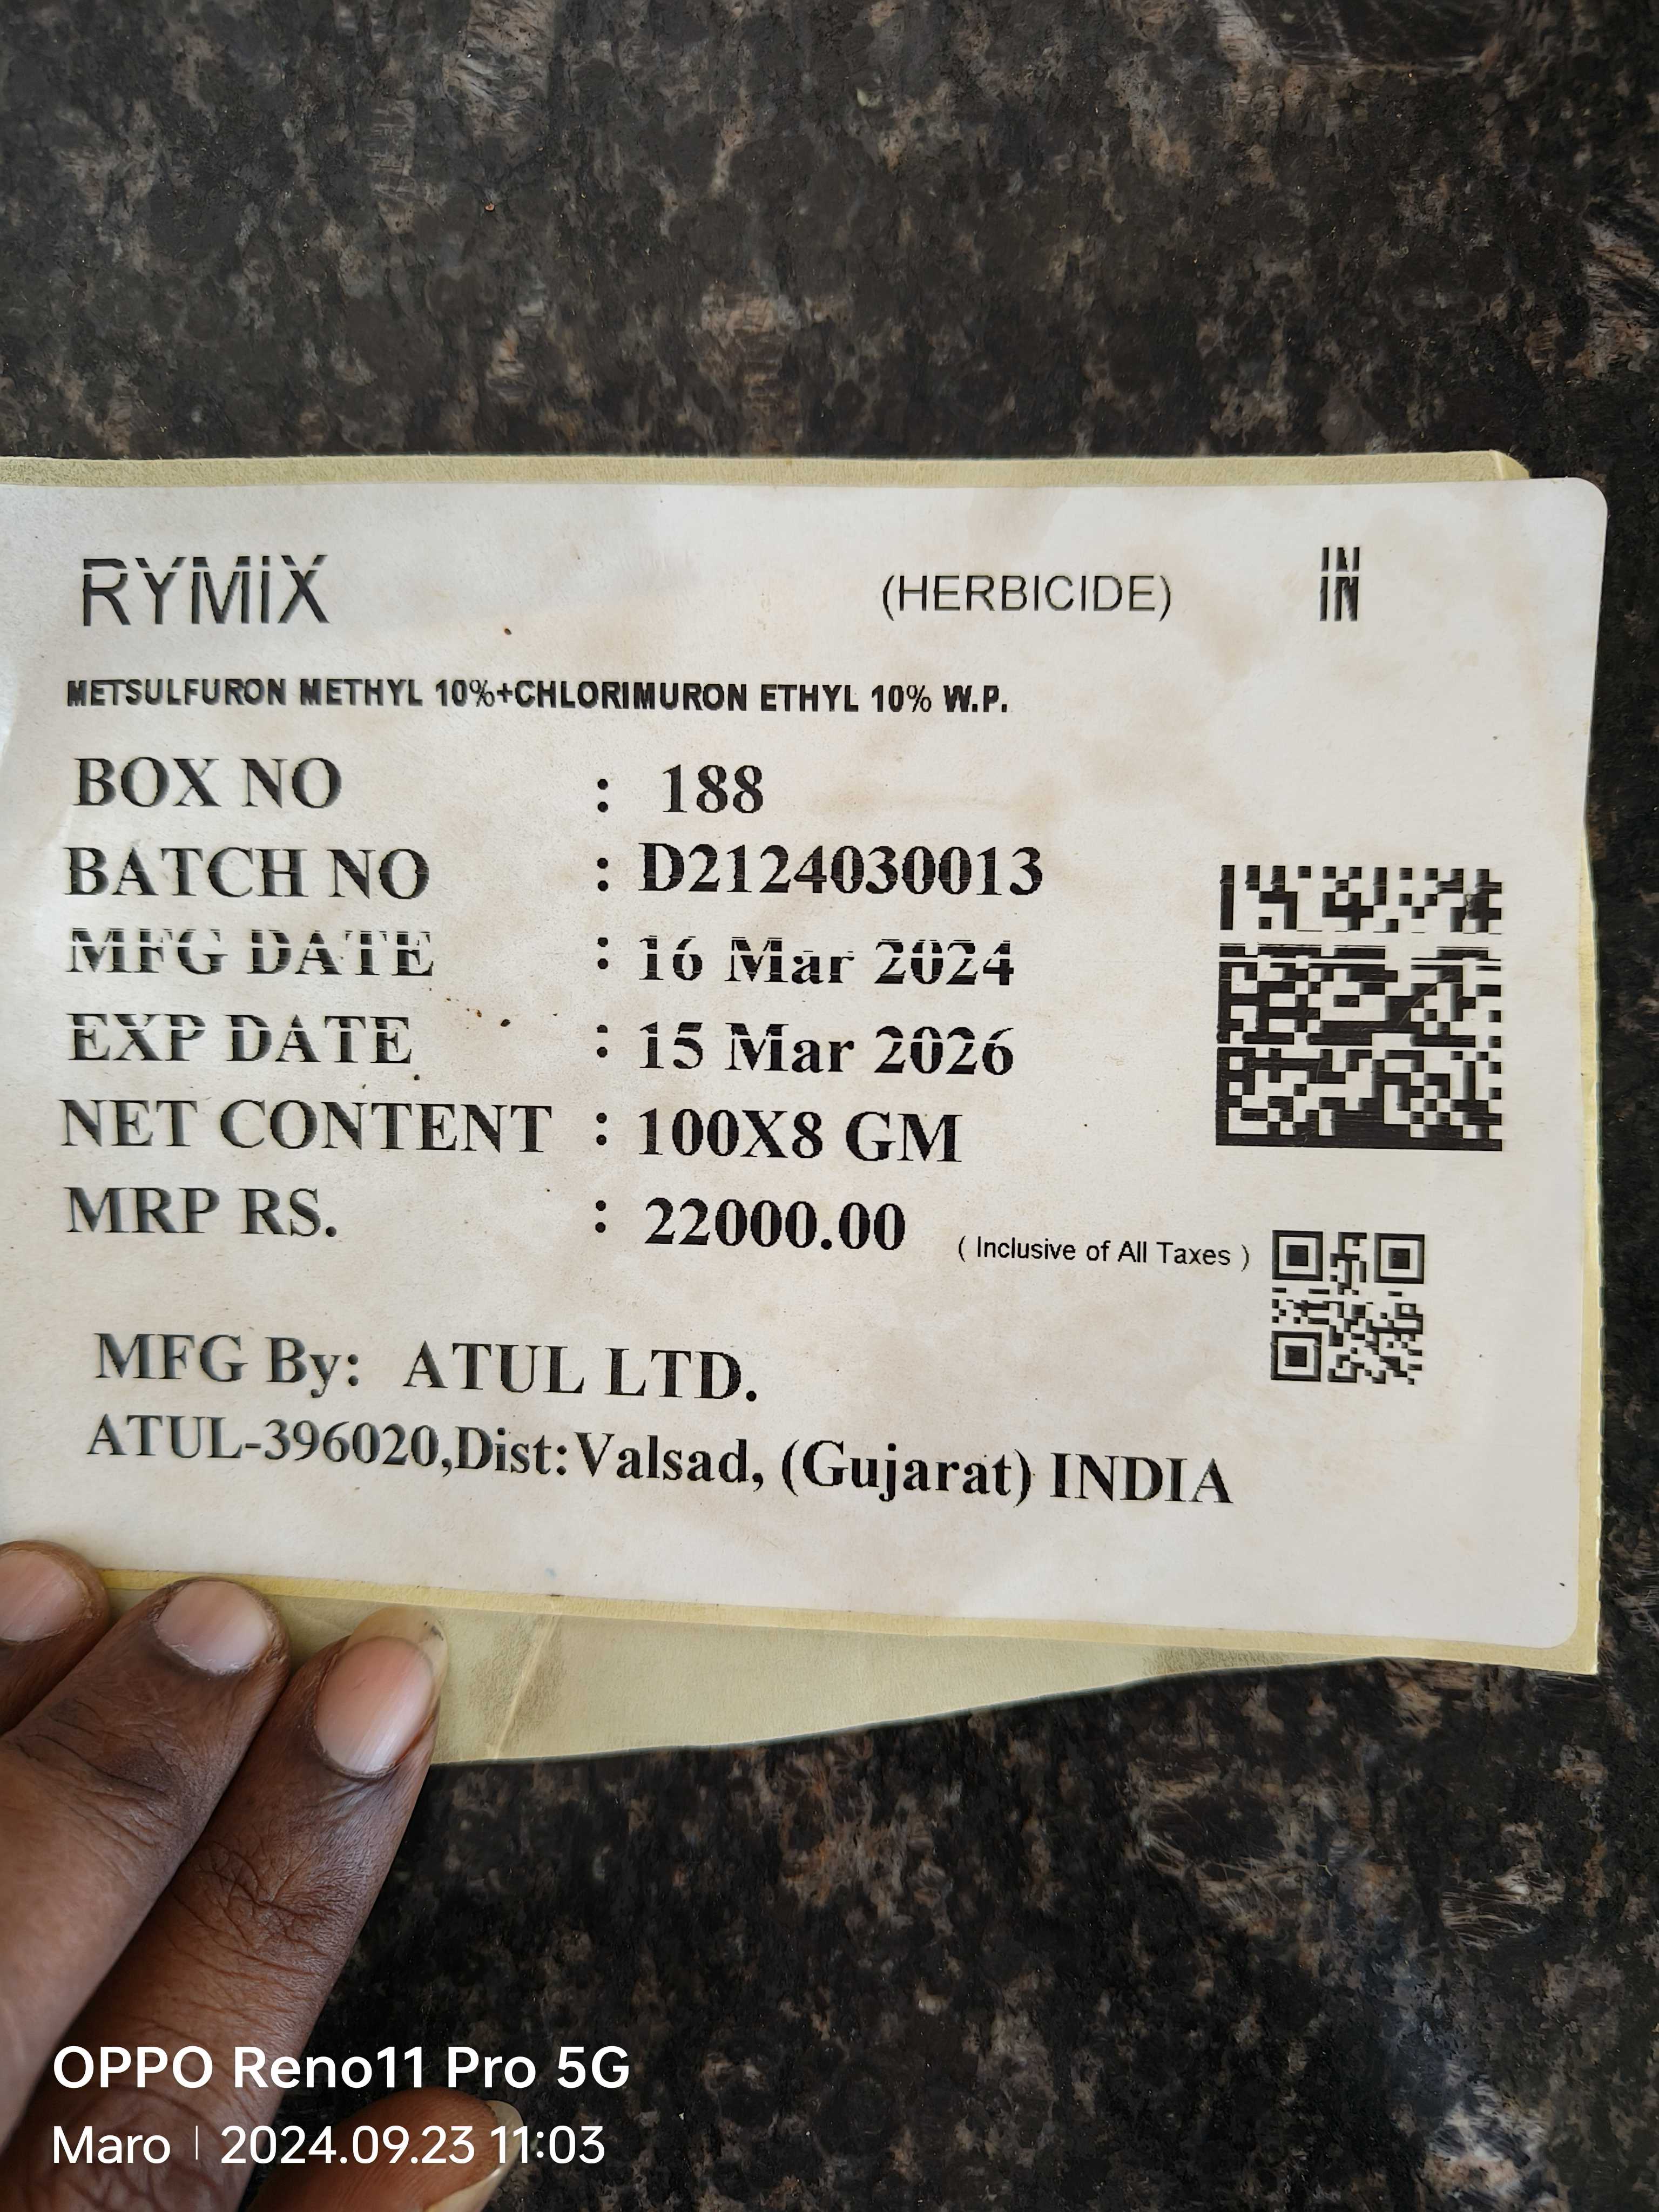 RYMIX (HERBICIDE) IN
METSULFURON METHYL 10%+CHLORIMURON ETHYL 10% W.P.
BOX NO : 188
BATCH NO : D2124030013
MFG DATE : 16 Mar 2024
EXP DATE : 15 Mar 2026
NET CONTENT : 100X8 GM
MRP RS. : 22000.00 ( Inclusive of All Taxes )
MFG By: ATUL LTD.
ATUL-396020,Dist:Valsad, (Gujarat) INDIA
OPPO Reno11 Pro 5G
Maro | 2024.09.23 11:03